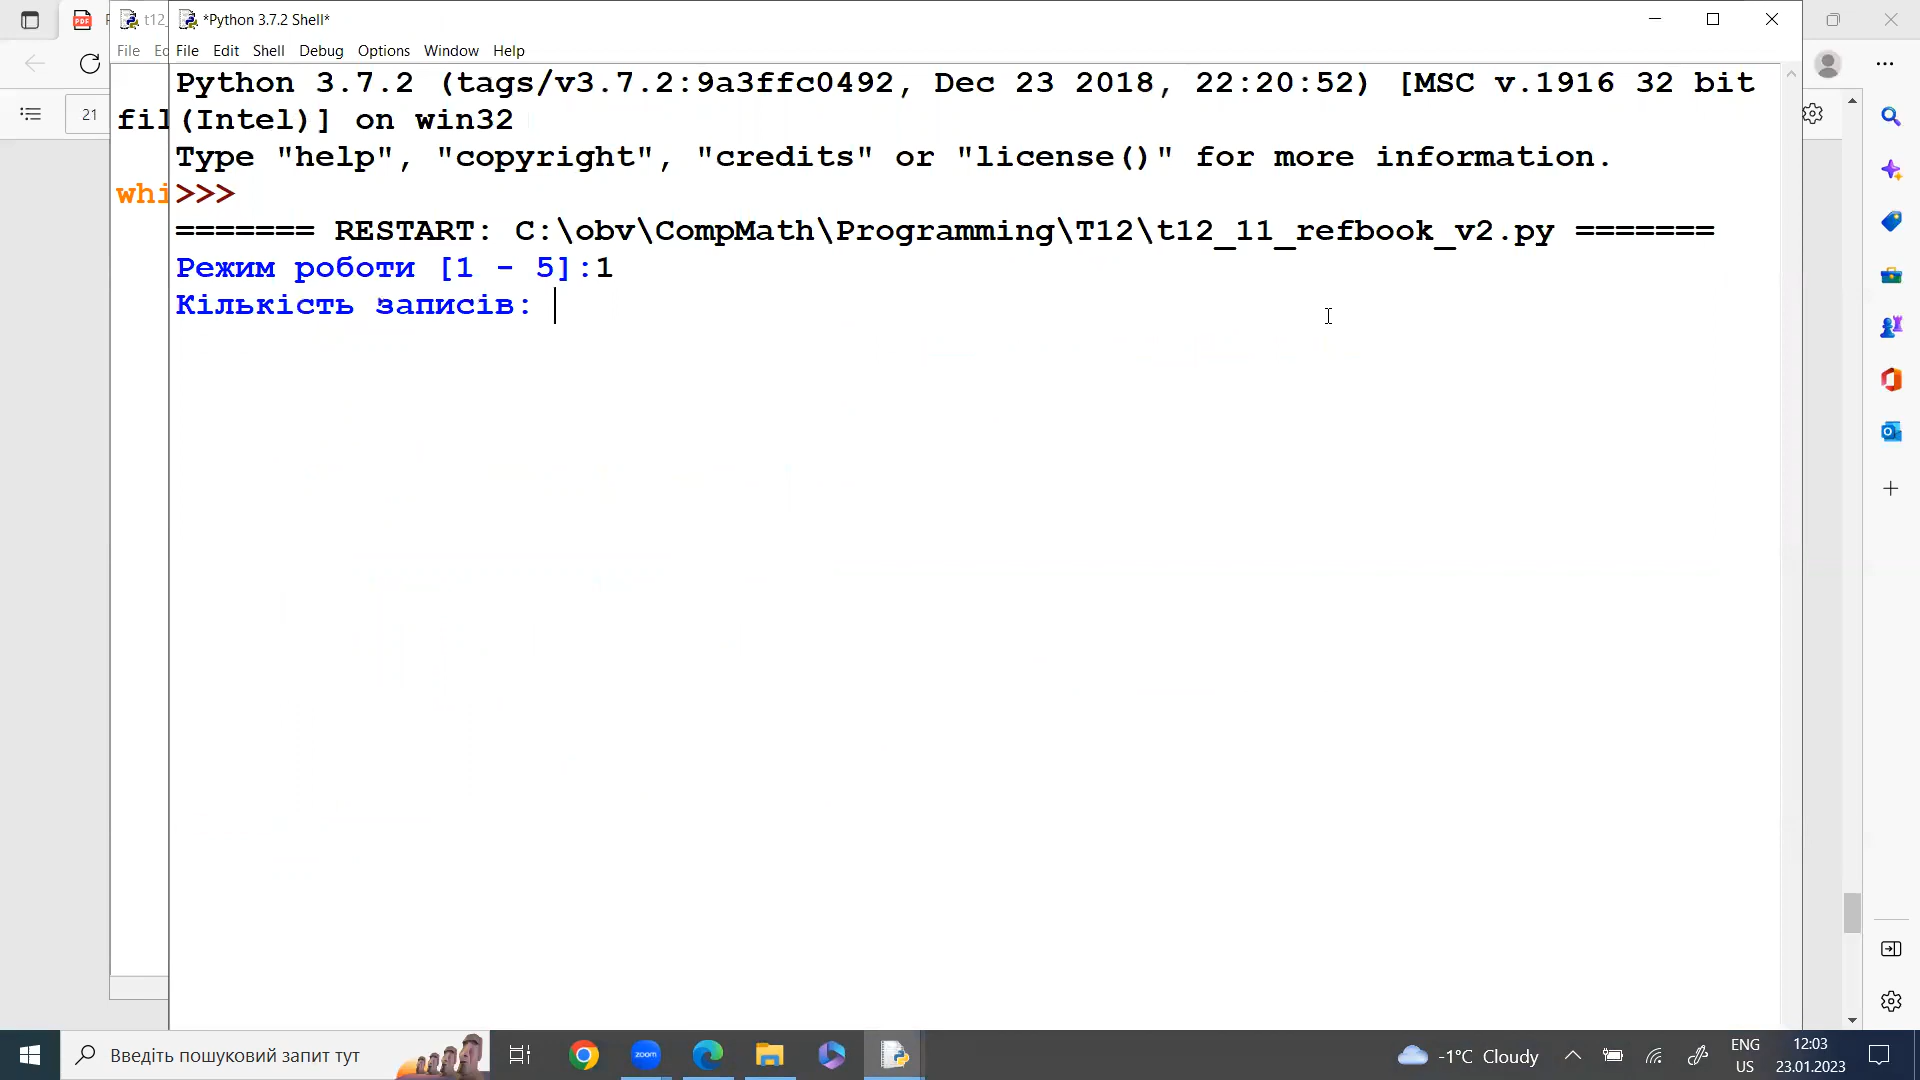 *Python 3.7.2 Shell*
t12_
File Edit Shell Debug Options Window Help
File
21
Python 3.7.2 (tags/v3.7.2:9a3ffc0492, Dec 23 2018, 22:20:52) [MSC v.1916 32 bit
fil
(Intel)] on win32
Type "help", "copyright", "credits" or "license()" for more information.
whi
>>>
======= RESTART: C:\obv\CompMath\Programming\T12\t12_11_refbook_v2.py =======
Режим роботи [1 - 5]:1
Кількість записів:
Введіть пошуковий запит тут
zoom
-1°C Cloudy
ENG
US
12:03
23.01.2023